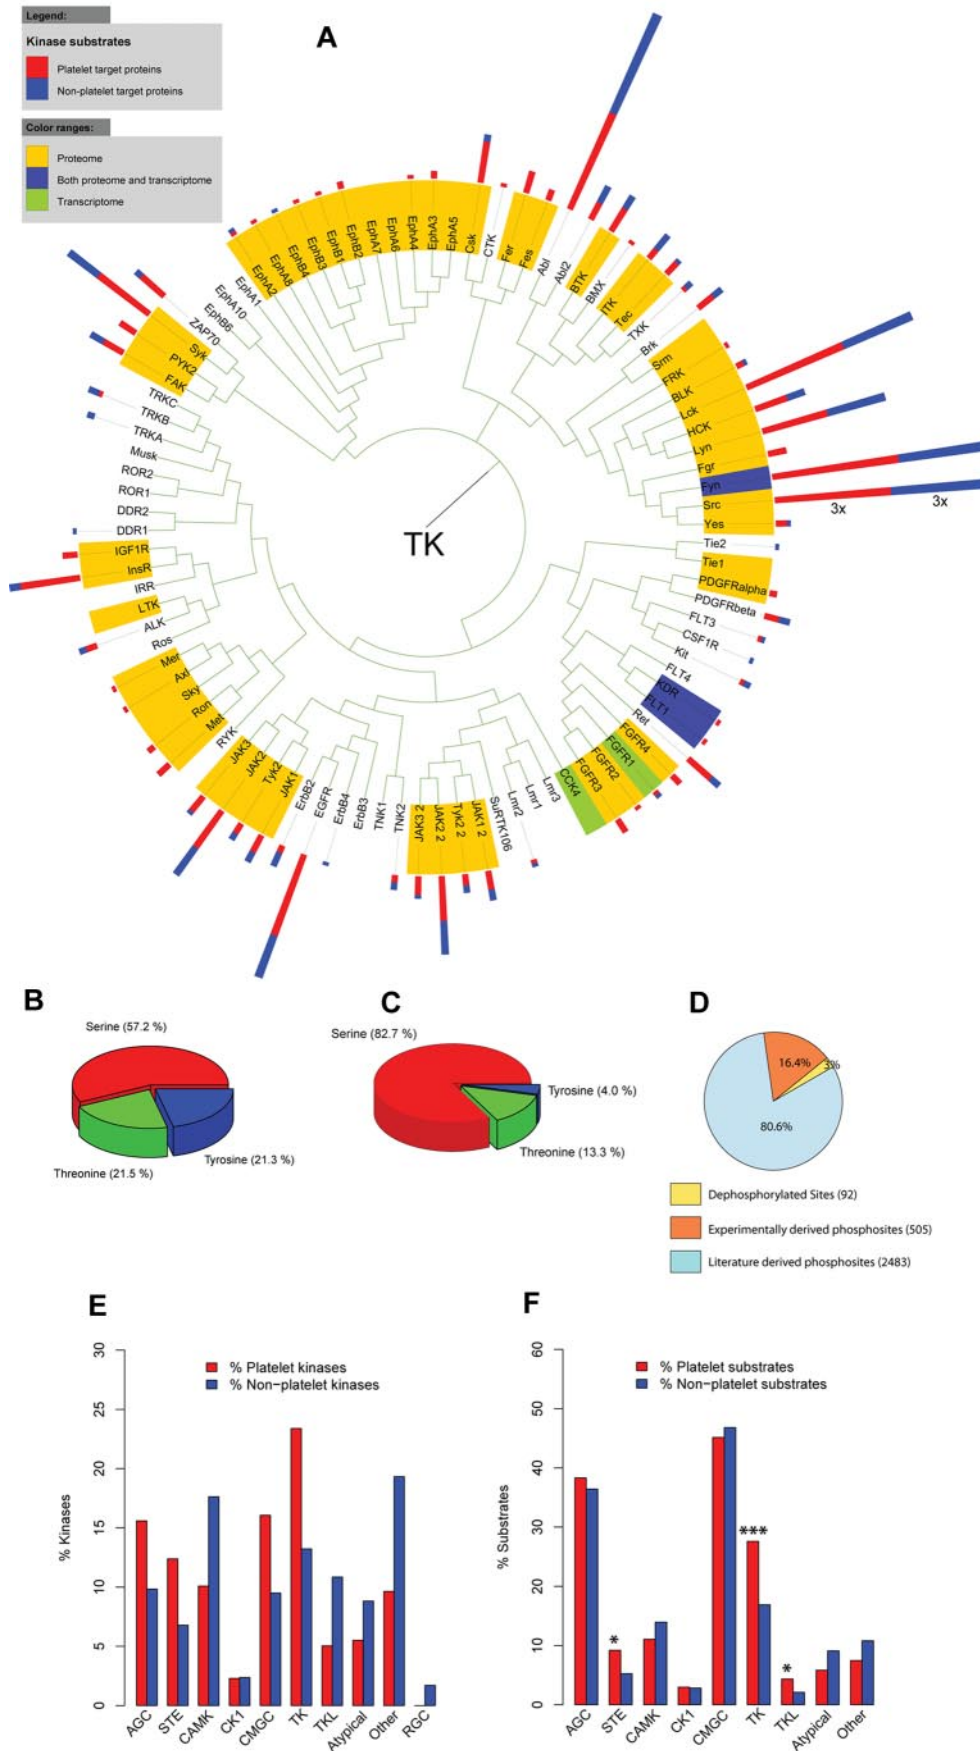 Legend:
Kinase substrates
Platelet target proteins
Non-platelet target proteins
Color ranges:
Proteome
Both proteome and transcriptome
Transcriptome
A
EphA2
EphA8
EphB4
EphB3
EphB1
EphB2
EphA7
EphA6
EphA4
EphA3
EphA5
Csk
CTK
Fer
Fes
Abl
Abl2
BTK
BMX
ITK
Tec
TXK
Brk
Srm
FRK
BLK
Lck
HCK
Lyn
Fgr
Fyn
Src
Yes
3x
3x
Tie2
Tie1
PDGFRalpha
PDGFRbeta
FLT3
CSF1R
Kit
FLT4
KDR
FLT1
Ret
FGFR4
FGFR1
FGFR2
FGFR3
CCK4
Lmr3
Lmr1
Lmr2
SuRTK106
JAK1 2
Tyk2 2
JAK2 2
JAK3 2
TNK2
TNK1
ErbB3
ErbB4
EGFR
ErbB2
JAK1
Tyk2
JAK2
JAK3
RYK
Met
Ron
Sky
Axl
Mer
Ros
ALK
LTK
IRR
InsR
IGF1R
DDR1
DDR2
ROR1
ROR2
Musk
TRKA
TRKB
TRKC
FAK
PYK2
Syk
ZAP70
EphB6
EphA10
EphA1
TK
B
Serine (57.2 %)
Threonine (21.5 %)
Tyrosine (21.3 %)
C
Serine (82.7 %)
Tyrosine (4.0 %)
Threonine (13.3 %)
D
16.4%
3%
80.6%
Dephosphorylated Sites (92)
Experimentally derived phosphosites (505)
Literature derived phosphosites (2483)
E
% Platelet kinases
% Non-platelet kinases
% Kinases
30
25
20
15
10
5
0
AGC
STE
CAMK
CK1
CMGC
TK
TKL
Atypical
Other
RGC
F
% Platelet substrates
% Non-platelet substrates
% Substrates
60
50
40
30
20
10
0
*
***
*
AGC
STE
CAMK
CK1
CMGC
TK
TKL
Atypical
Other